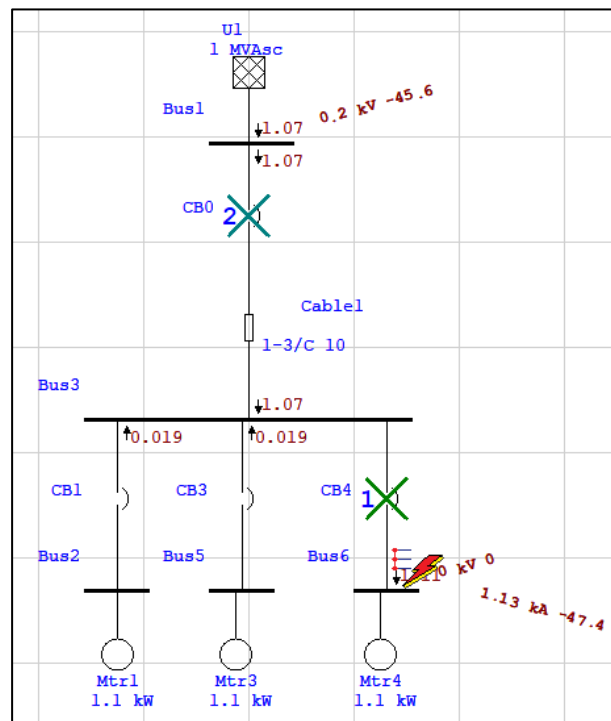 U1
1 MVAsc
Bus1
1.07
0.2 kV -45.6
1.07
CB0
2
Cable1
1-3/C 10
Bus3
1.07
0.019
0.019
CB1
CB3
CB4
1
Bus2
Bus5
Bus6
0 kV 0
1.13 kA -47.4
Mtr1
1.1 kW
Mtr3
1.1 kW
Mtr4
1.1 kW